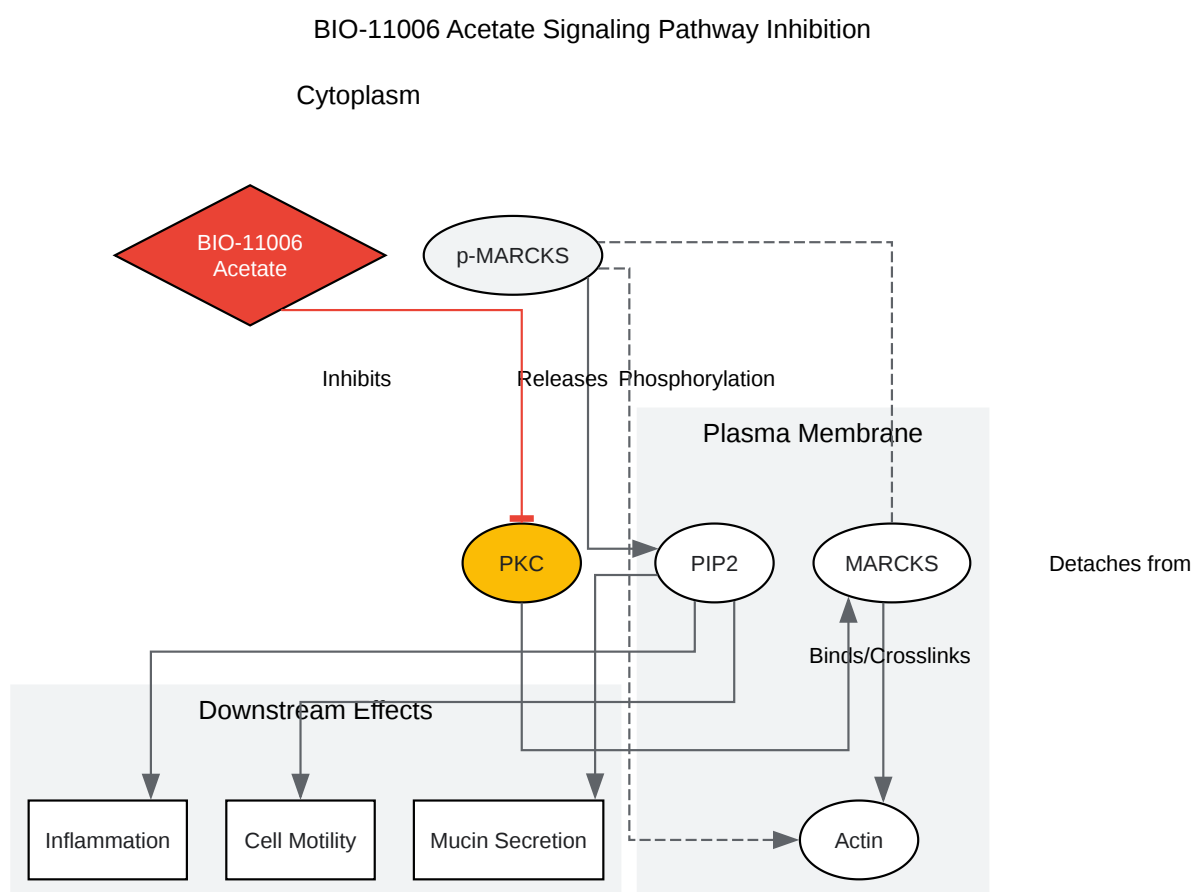 BIO-11006 Acetate Signaling Pathway Inhibition
Cytoplasm
BIO-11006
Acetate
p-MARCKS
Inhibits
Releases
Phosphorylation
Plasma Membrane
PKC
PIP2
MARCKS
Detaches from
Binds/Crosslinks
Downstream Effects
Inflammation
Cell Motility
Mucin Secretion
Actin